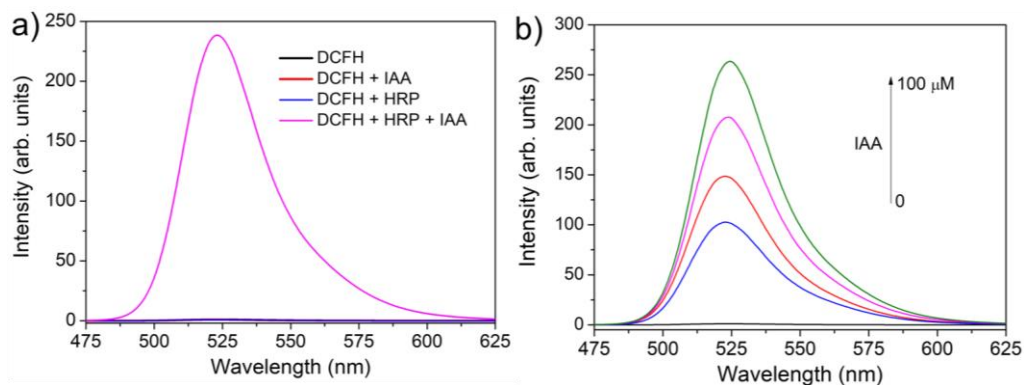 a)
250
200
150
100
50
0
Intensity (arb. units)
475 500 525 550 575 600 625
Wavelength (nm)
DCFH
DCFH + IAA
DCFH + HRP
DCFH + HRP + IAA
b)
300
250
200
150
100
50
0
Intensity (arb. units)
475 500 525 550 575 600 625
Wavelength (nm)
100 μM
IAA
0